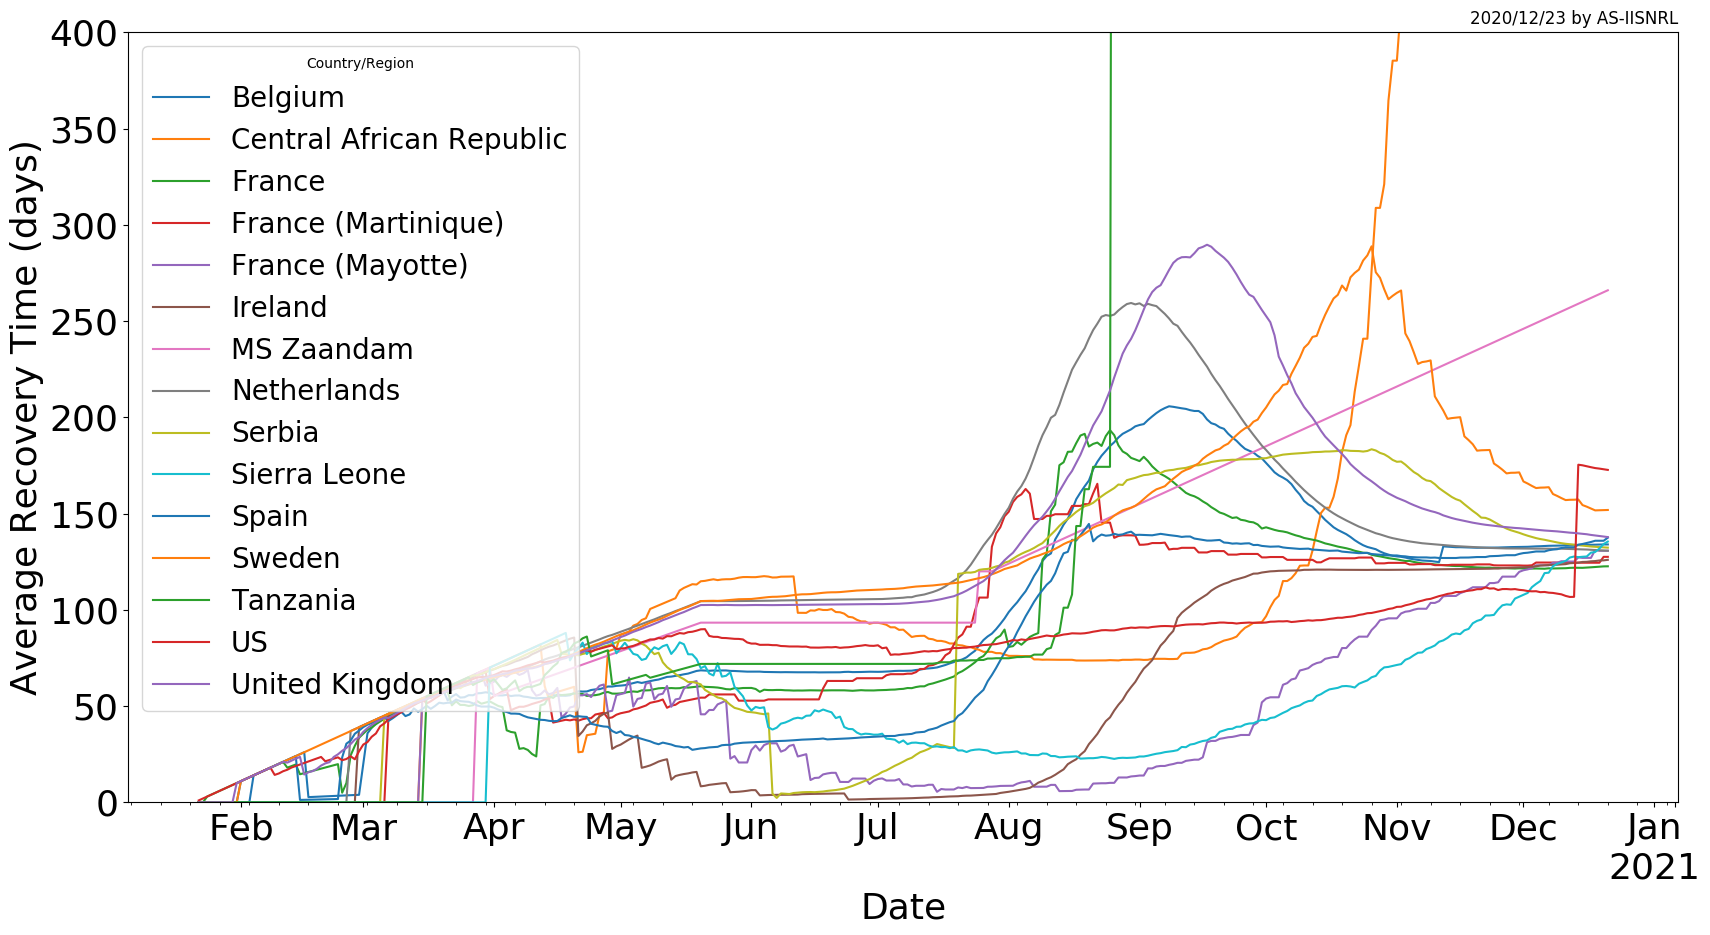 2020/12/23 by AS-IISNRL
400
350
300
250
200
150
100
50
0
Average Recovery Time (days)
Country/Region
Belgium
Central African Republic
France
France (Martinique)
France (Mayotte)
Ireland
MS Zaandam
Netherlands
Serbia
Sierra Leone
Spain
Sweden
Tanzania
US
United Kingdom
Feb Mar Apr May Jun Jul Aug Sep Oct Nov Dec Jan
2021
Date